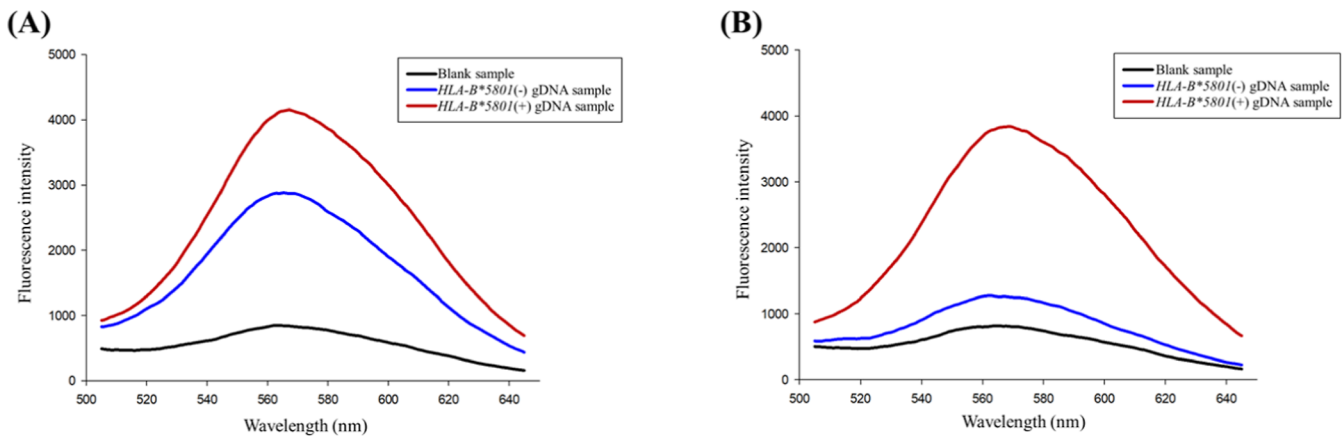 (A)
5000
4000
3000
2000
1000
0
500
520
540
560
580
600
620
640
Fluorescence intensity
Wavelength (nm)
Blank sample
HLA-B*5801(-) gDNA sample
HLA-B*5801(+) gDNA sample
(B)
5000
4000
3000
2000
1000
0
500
520
540
560
580
600
620
640
Fluorescence intensity
Wavelength (nm)
Blank sample
HLA-B*5801(-) gDNA sample
HLA-B*5801(+) gDNA sample